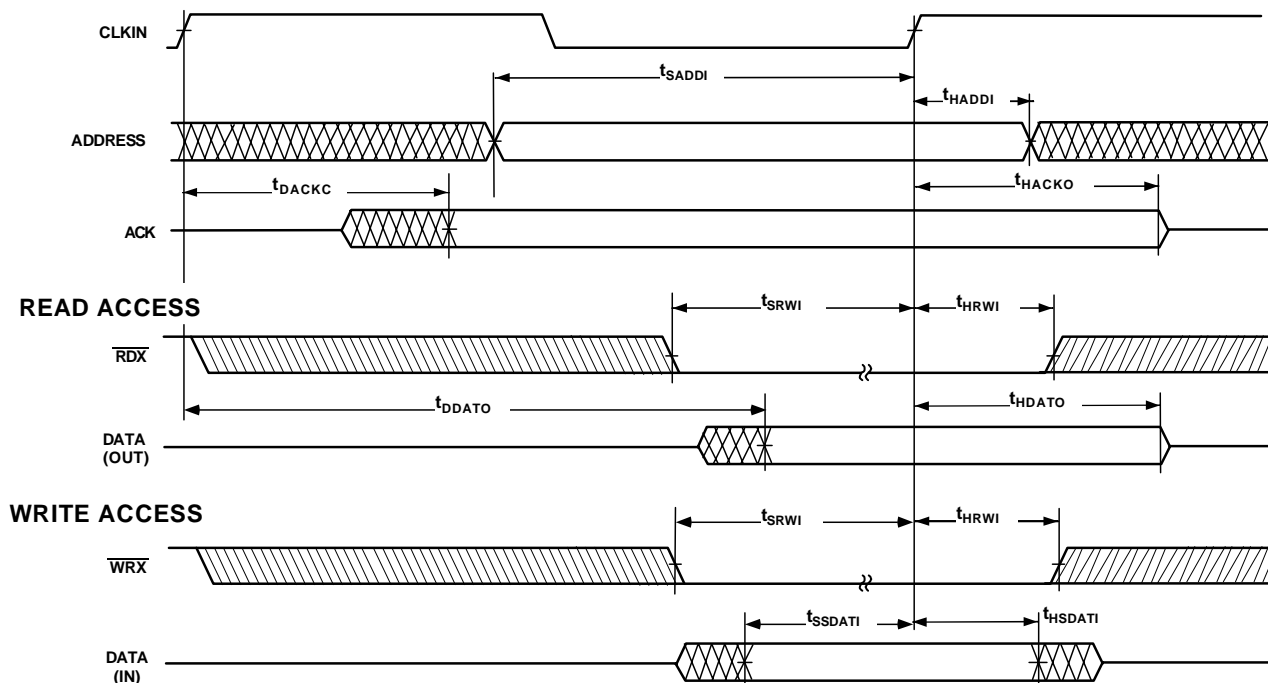 CLKIN
tSADDI
tHADDI
ADDRESS
tDACKC
tHACKO
ACK
READ ACCESS
tSRWI
tHRWI
RDX
tDDATO
tHDATO
DATA
(OUT)
WRITE ACCESS
tSRWI
tHRWI
WRX
tSSDATI
tHSDATI
DATA
(IN)